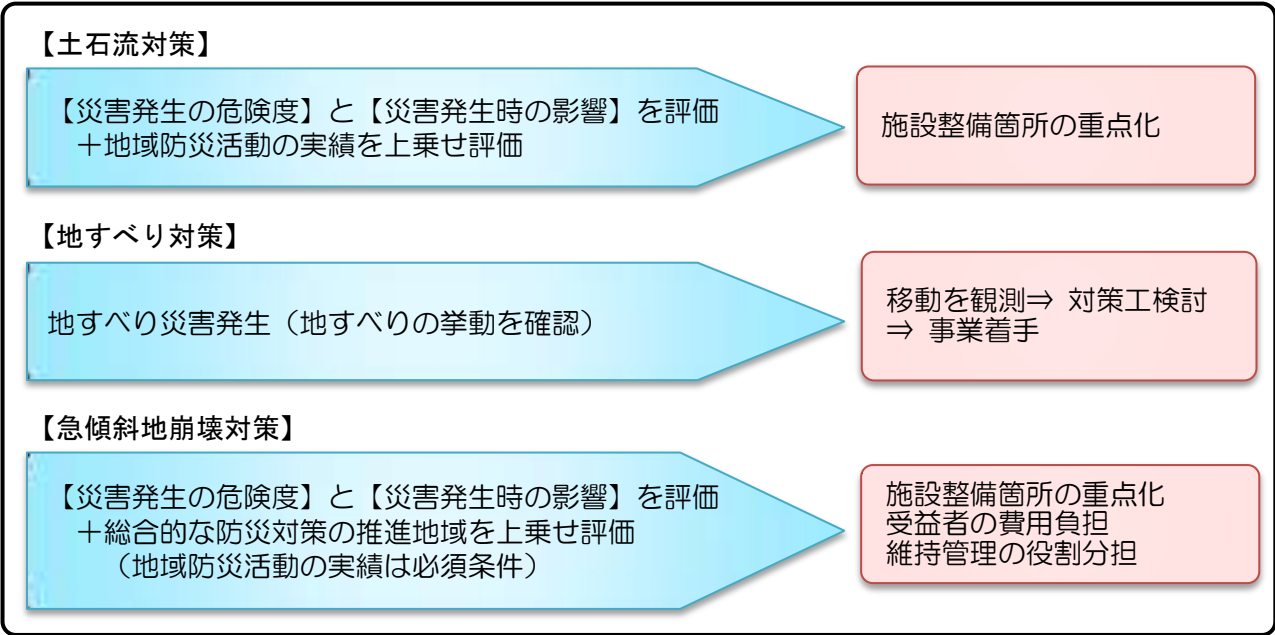 【土石流対策】
【災害発生の危険度】と【災害発生時の影響】を評価
＋地域防災活動の実績を上乗せ評価
施設整備箇所の重点化
【地すべり対策】
地すべり災害発生（地すべりの挙動を確認）
移動を観測⇒ 対策工検討
⇒ 事業着手
【急傾斜地崩壊対策】
【災害発生の危険度】と【災害発生時の影響】を評価
＋総合的な防災対策の推進地域を上乗せ評価
（地域防災活動の実績は必須条件）
施設整備箇所の重点化
受益者の費用負担
維持管理の役割分担